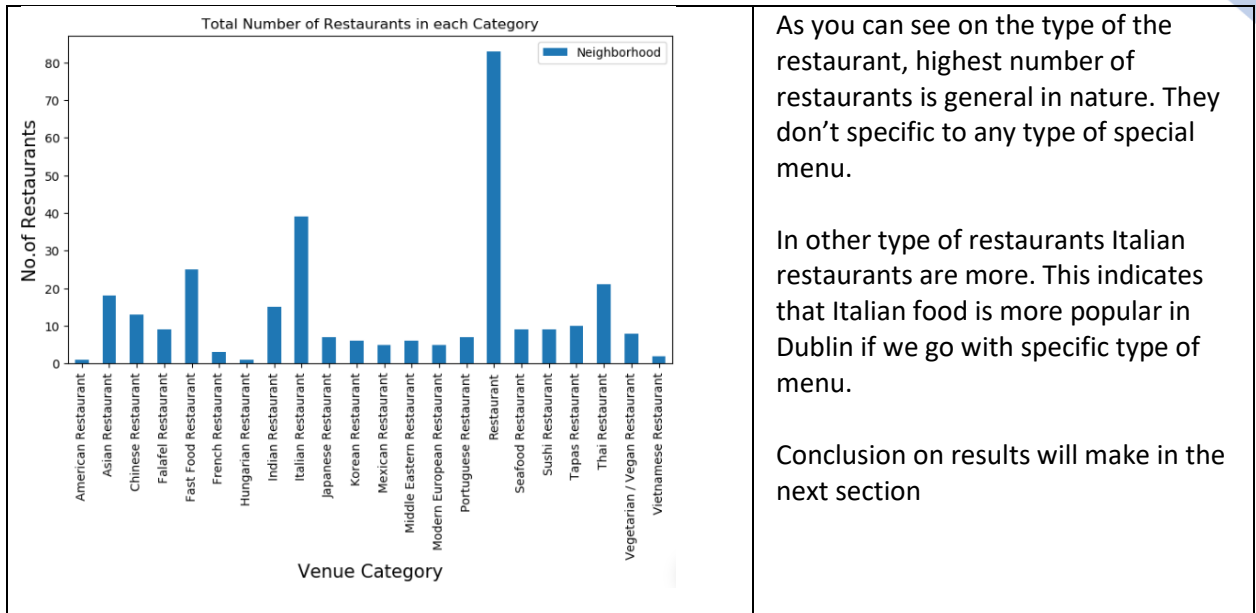 Total Number of Restaurants in each Category
Neighborhood
No.of Restaurants
80
70
60
50
40
30
20
10
0
American Restaurant
Asian Restaurant
Chinese Restaurant
Falafel Restaurant
Fast Food Restaurant
French Restaurant
Hungarian Restaurant
Indian Restaurant
Italian Restaurant
Japanese Restaurant
Korean Restaurant
Mexican Restaurant
Middle Eastern Restaurant
Modern European Restaurant
Portuguese Restaurant
Restaurant
Seafood Restaurant
Sushi Restaurant
Tapas Restaurant
Thai Restaurant
Vegetarian / Vegan Restaurant
Vietnamese Restaurant
Venue Category
As you can see on the type of the
restaurant, highest number of
restaurants is general in nature. They
don’t specific to any type of special
menu.
In other type of restaurants Italian
restaurants are more. This indicates
that Italian food is more popular in
Dublin if we go with specific type of
menu.
Conclusion on results will make in the
next section